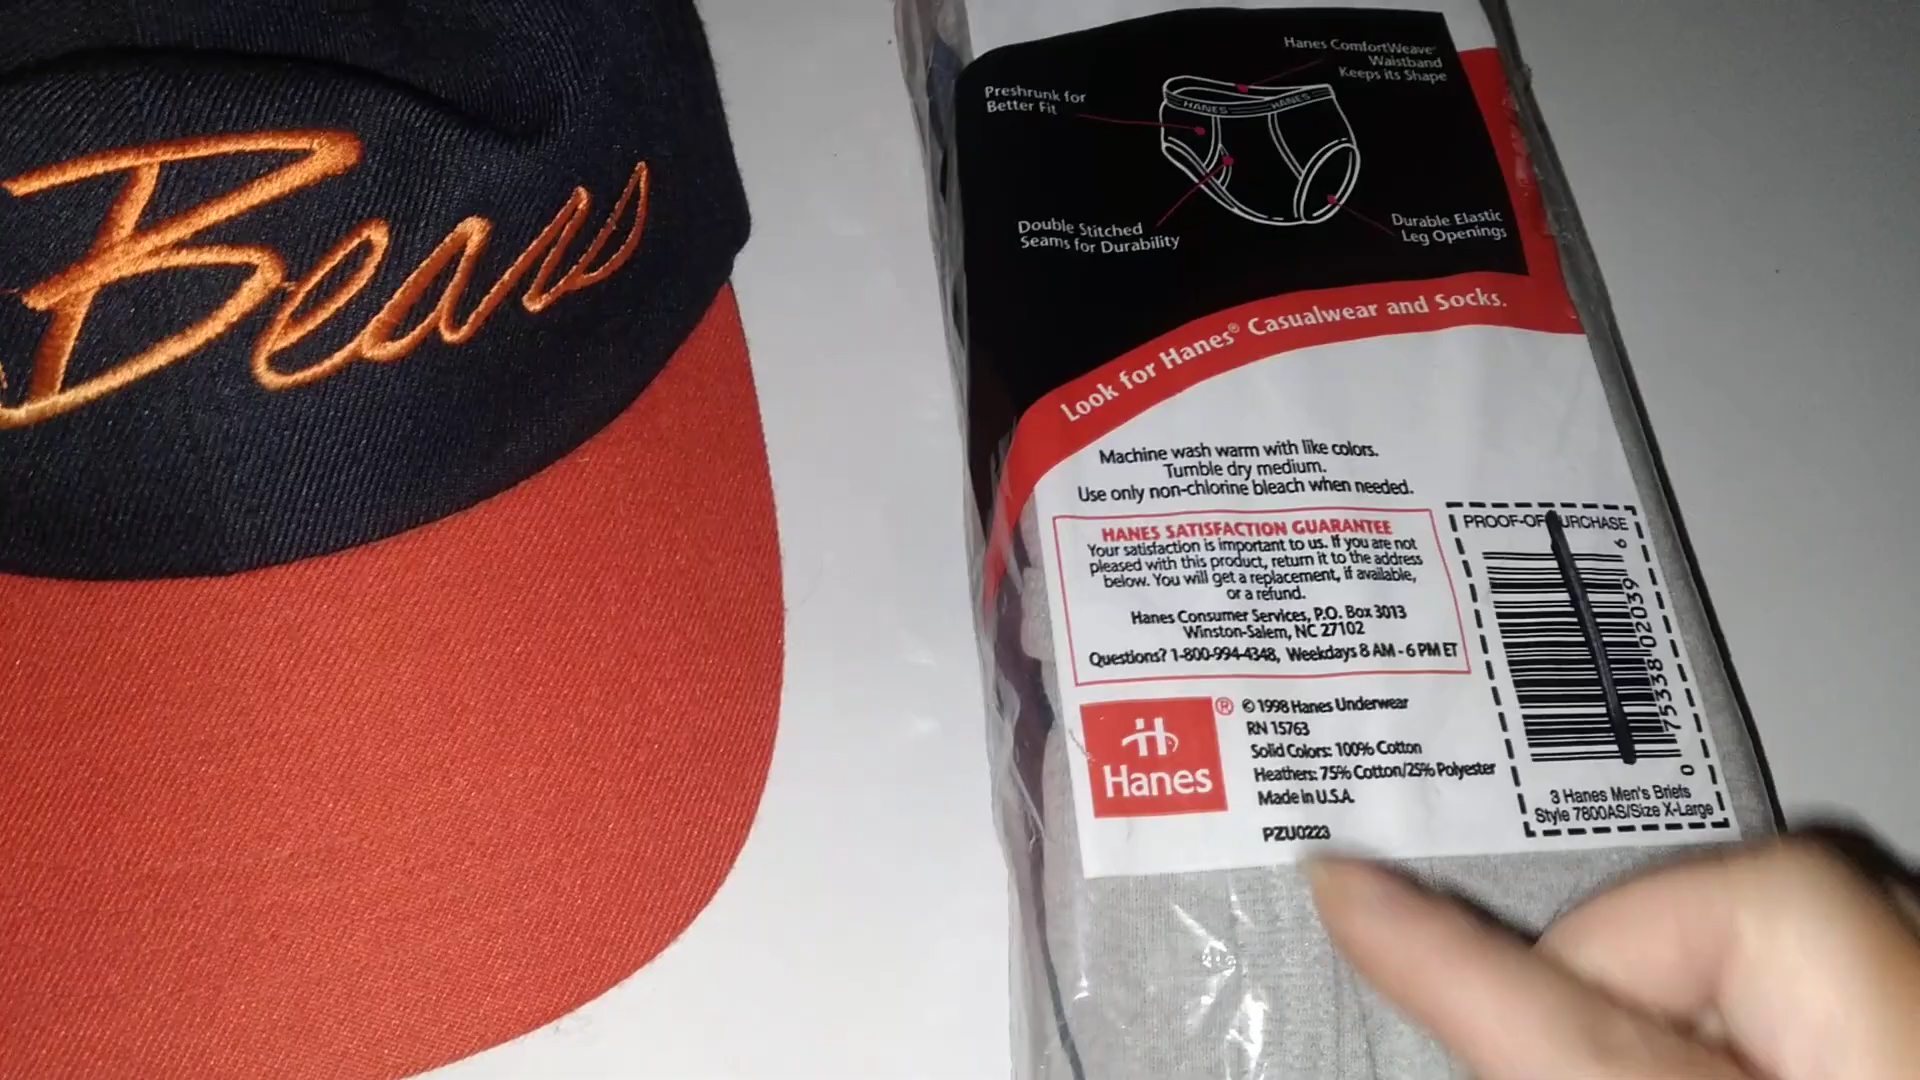 Bears
Hanes ComfortWeave
Waistband
Keeps its Shape
Preshrunk for
Better Fit
HANES HANES
Double Stitched
Seams for Durability
Durable Elastic
Leg Openings
Look for Hanes® Casualwear and Socks.
Machine wash warm with like colors.
Tumble dry medium.
Use only non-chlorine bleach when needed.
HANES SATISFACTION GUARANTEE
Your satisfaction is important to us. If you are not
pleased with this product, return it to the address
below. You will get a replacement, if available,
or a refund.
Hanes Consumer Services, P.O. Box 3013
Winston-Salem, NC 27102
Questions? 1-800-994-4348, Weekdays 8 AM - 6 PM ET
H
Hanes
®
© 1998 Hanes Underwear
RN 15763
Solid Colors: 100% Cotton
Heathers: 75% Cotton/25% Polyester
Made in U.S.A.
PZU0223
PROOF-OF-PURCHASE
0 75338 02039 6
3 Hanes Men's Briefs
Style 7800AS/Size X-Large